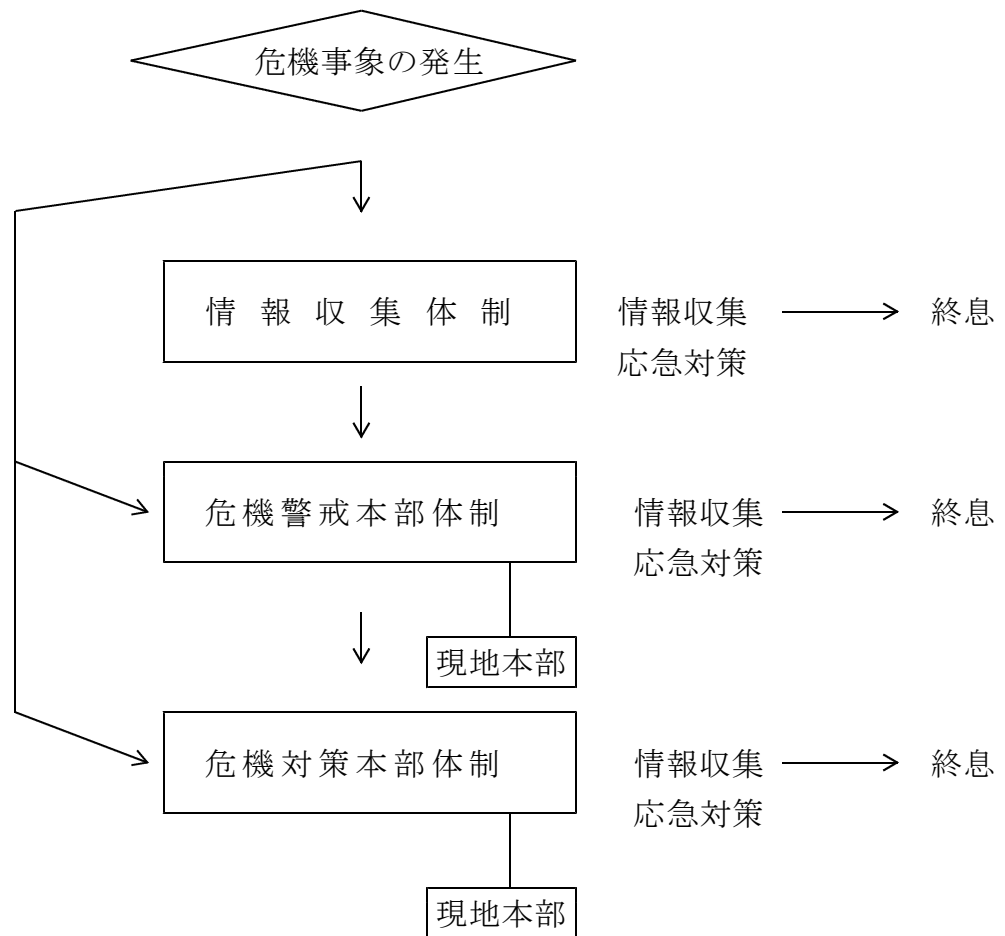 危機事象の発生
情報収集体制
情報収集
終息
応急対策
危機警戒本部体制
情報収集
終息
応急対策
現地本部
危機対策本部体制
情報収集
終息
応急対策
現地本部